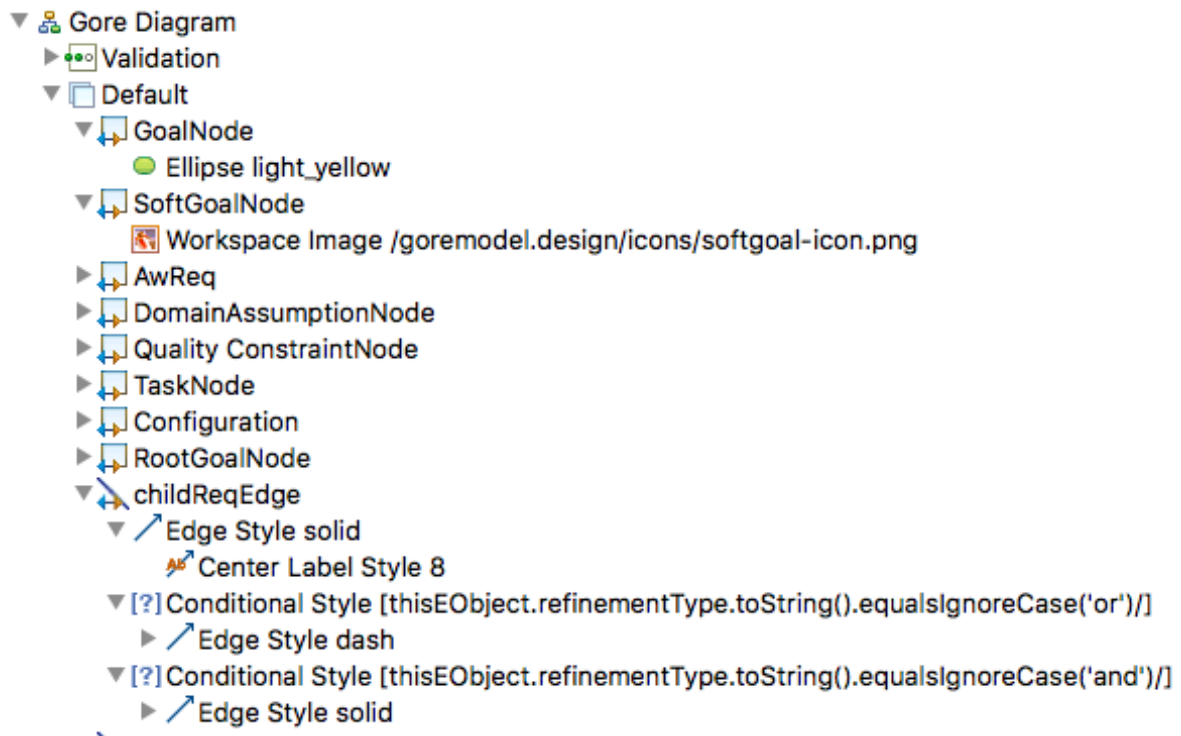 Gore Diagram
Validation
Default
GoalNode
Ellipse light_yellow
SoftGoalNode
Workspace Image /goremodel.design/icons/softgoal-icon.png
AwReq
DomainAssumptionNode
Quality ConstraintNode
TaskNode
Configuration
RootGoalNode
childReqEdge
Edge Style solid
Center Label Style 8
[?] Conditional Style [thisEObject.refinementType.toString().equalsIgnoreCase('or')/]
Edge Style dash
[?] Conditional Style [thisEObject.refinementType.toString().equalsIgnoreCase('and')/]
Edge Style solid